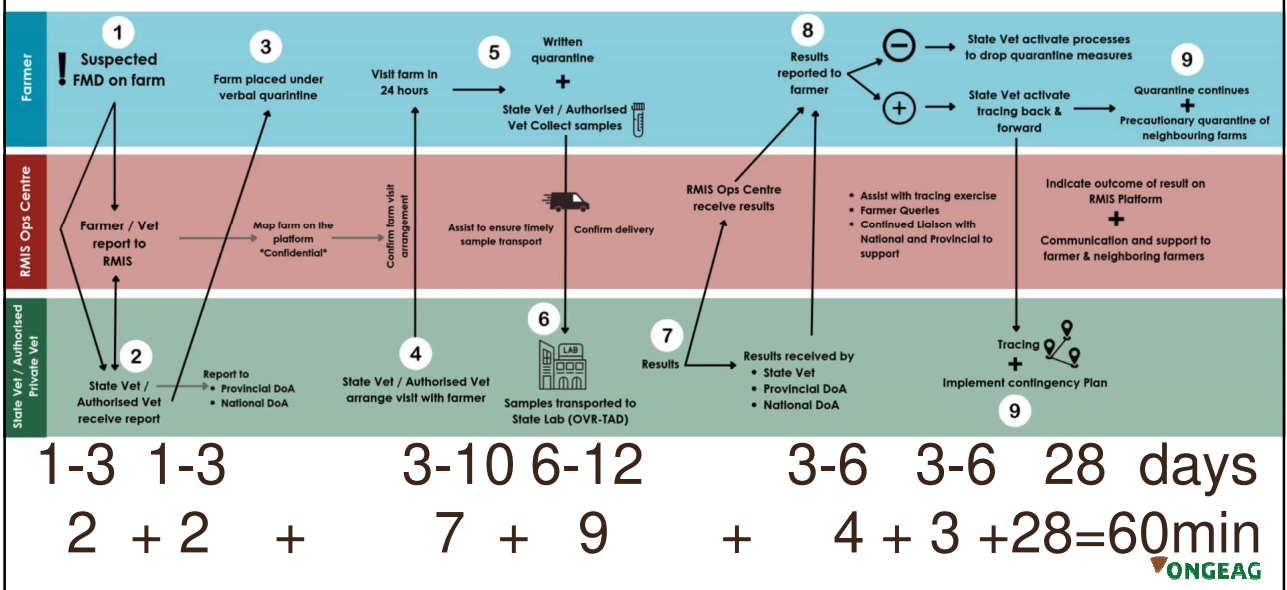 Farmer
1
! Suspected
FMD on farm
3
Farm placed under
verbal quarintine
Visit farm in
24 hours
5
Written
quarantine
+
State Vet / Authorised
Vet Collect samples
8
Results
reported to
farmer
−
State Vet activate processes
to drop quarantine measures
+
State Vet activate
tracing back &
forward
9
Quarantine continues
+
Precautionary quarantine of
neighbouring farms
RMIS Ops Centre
Farmer / Vet
report to
RMIS
Map farm on the
platform
"Confidential"
Confirm farm visit
arrangement
Assist to ensure timely
sample transport
Confirm delivery
RMIS Ops Centre
receive results
• Assist with tracing exercise
• Farmer Queries
• Continued Liaison with
National and Provincial to
support
Indicate outcome of result on
RMIS Platform
+
Communication and support to
farmer & neighboring farmers
State Vet / Authorised
Private Vet
2
State Vet /
Authorised Vet
receive report
Report to
• Provincial DoA
• National DoA
4
State Vet / Authorised Vet
arrange visit with farmer
6
LAB
Samples transported to
State Lab (OVR-TAD)
7
Results
Results received by
• State Vet
• Provincial DoA
• National DoA
Tracing
+
Implement contingency Plan
9
1-3 1-3 3-10 6-12 3-6 3-6 28 days
2 + 2 + 7 + 9 + 4 + 3 +28=60min
VONGEAG